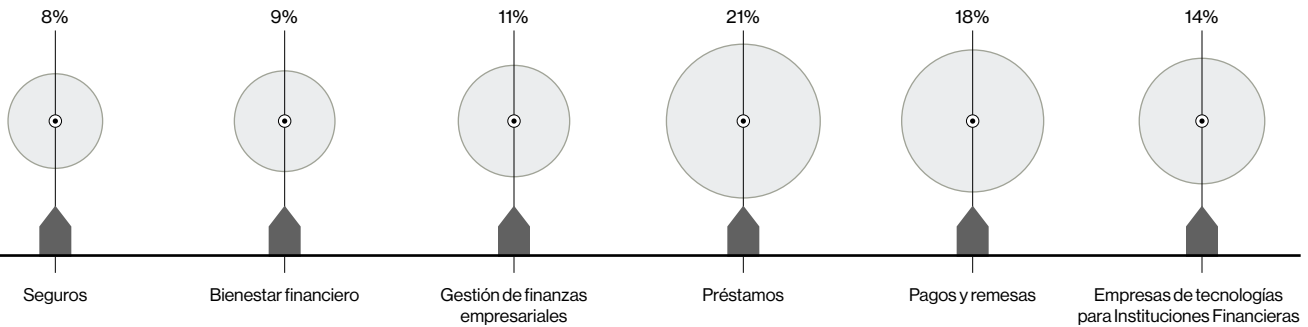 8%
9%
11%
21%
18%
14%
Seguros
Bienestar financiero
Gestión de finanzas
empresariales
Préstamos
Pagos y remesas
Empresas de tecnologías
para Instituciones Financieras